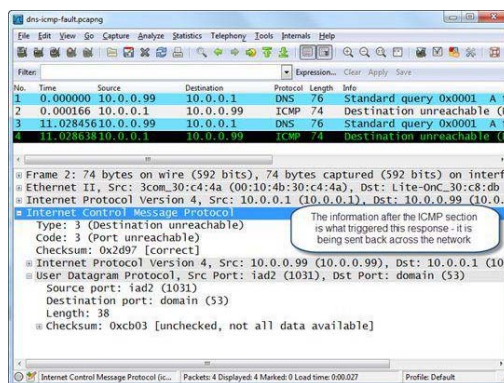 dns-icmp-fault.pcapng
File Edit View Go Capture Analyze Statistics Telephony Tools Internals Help
Filter: Expression... Clear Apply Save
No. Time Source Destination Protocol Length Info
1 0.000000 10.0.0.99 10.0.0.1 DNS 76 Standard query 0x0001 A
2 0.000166 10.0.0.1 10.0.0.99 ICMP 74 Destination unreachable (
3 11.028456 10.0.0.99 10.0.0.1 DNS 76 Standard query 0x0001 A
4 11.028638 10.0.0.1 10.0.0.99 ICMP 74 Destination unreachable (
Frame 2: 74 bytes on wire (592 bits), 74 bytes captured (592 bits) on interf
Ethernet II, Src: 3com_30:c4:4a (00:10:4b:30:c4:4a), Dst: Lite-OnC_30:c8:db
Internet Protocol Version 4, Src: 10.0.0.1 (10.0.0.1), Dst: 10.0.0.99 (10.0.
Internet Control Message Protocol
Type: 3 (Destination unreachable)
Code: 3 (Port unreachable)
Checksum: 0x2d97 [correct]
The information after the ICMP section
is what triggered this response - it is
being sent back across the network
Internet Protocol Version 4, Src: 10.0.0.99 (10.0.0.99), Dst: 10.0.0.1 (10
User Datagram Protocol, Src Port: iad2 (1031), Dst Port: domain (53)
Source port: iad2 (1031)
Destination port: domain (53)
Length: 38
Checksum: 0xcb03 [unchecked, not all data available]
Internet Control Message Protocol (ic... Packets: 4 Displayed: 4 Marked: 0 Load time: 0:00.027 Profile: Default